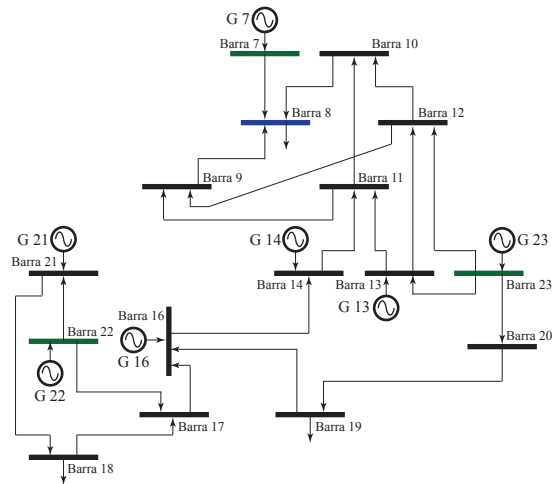 G 7
Barra 7
Barra 10
Barra 8
Barra 12
Barra 9
Barra 11
G 21
G 14
G 23
Barra 21
Barra 14
Barra 13
Barra 23
G 13
Barra 16
Barra 22
G 16
Barra 20
G 22
Barra 17
Barra 19
Barra 18